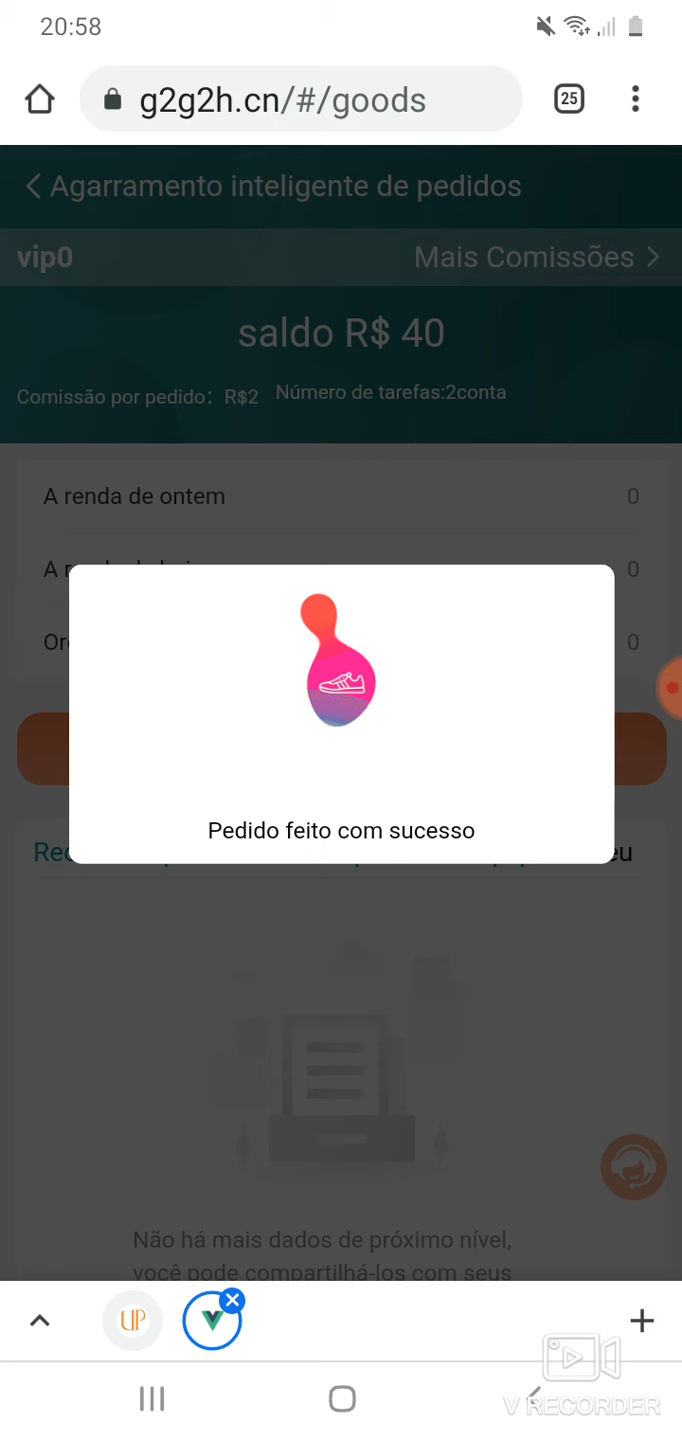 20:58
g2g2h.cn/#/goods
25
Agarramento inteligente de pedidos
vip0
Mais Comissões
saldo R$ 40
Comissão por pedido: R$2
Número de tarefas:2conta
A renda de ontem
0
0
0
Pedido feito com sucesso
Não há mais dados de próximo nível,
você pode compartilhá-los com seus
UP
V RECORDER